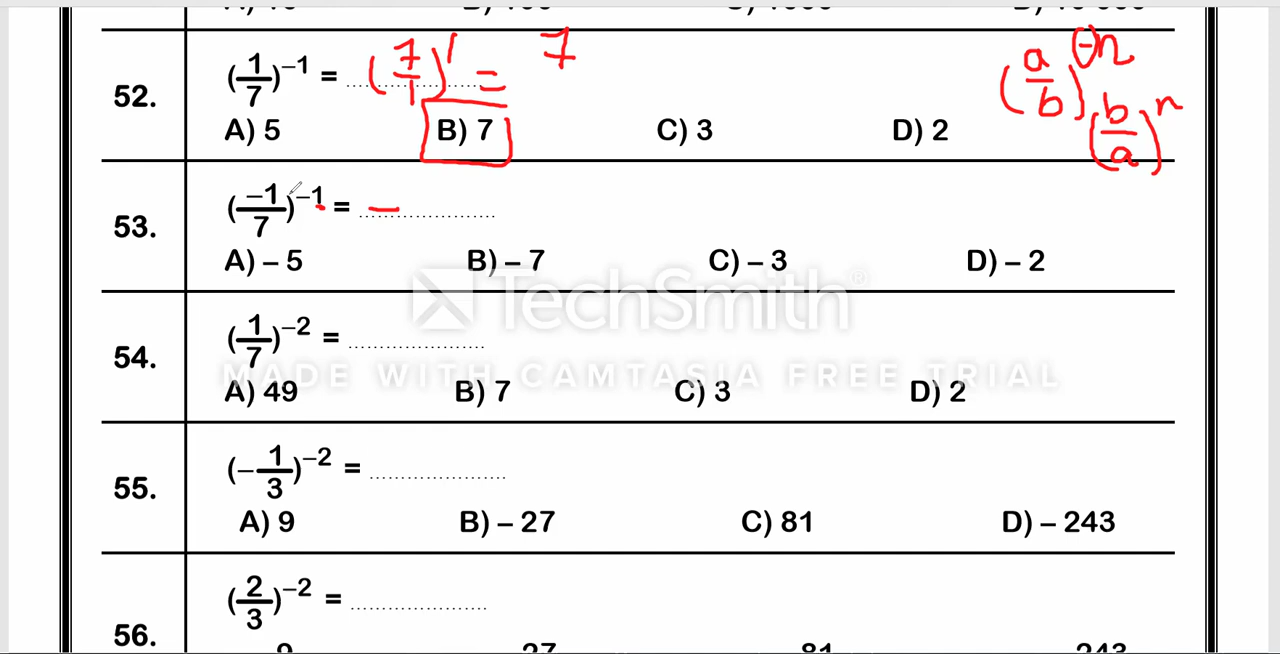 52. (1/7)⁻¹ = .................... (7/1)¹ = 7 (a/b)⁻ⁿ (b/a)ⁿ
A) 5 B) 7 C) 3 D) 2
53. (−1/7)⁻¹ = − ....................
A) – 5 B) – 7 C) – 3 D) – 2
TechSmith®
54. (1/7)⁻² = ....................
MADE WITH CAMTASIA FREE TRIAL
A) 49 B) 7 C) 3 D) 2
55. (-1/3)⁻² = ....................
A) 9 B) – 27 C) 81 D) – 243
56. (2/3)⁻² = ....................